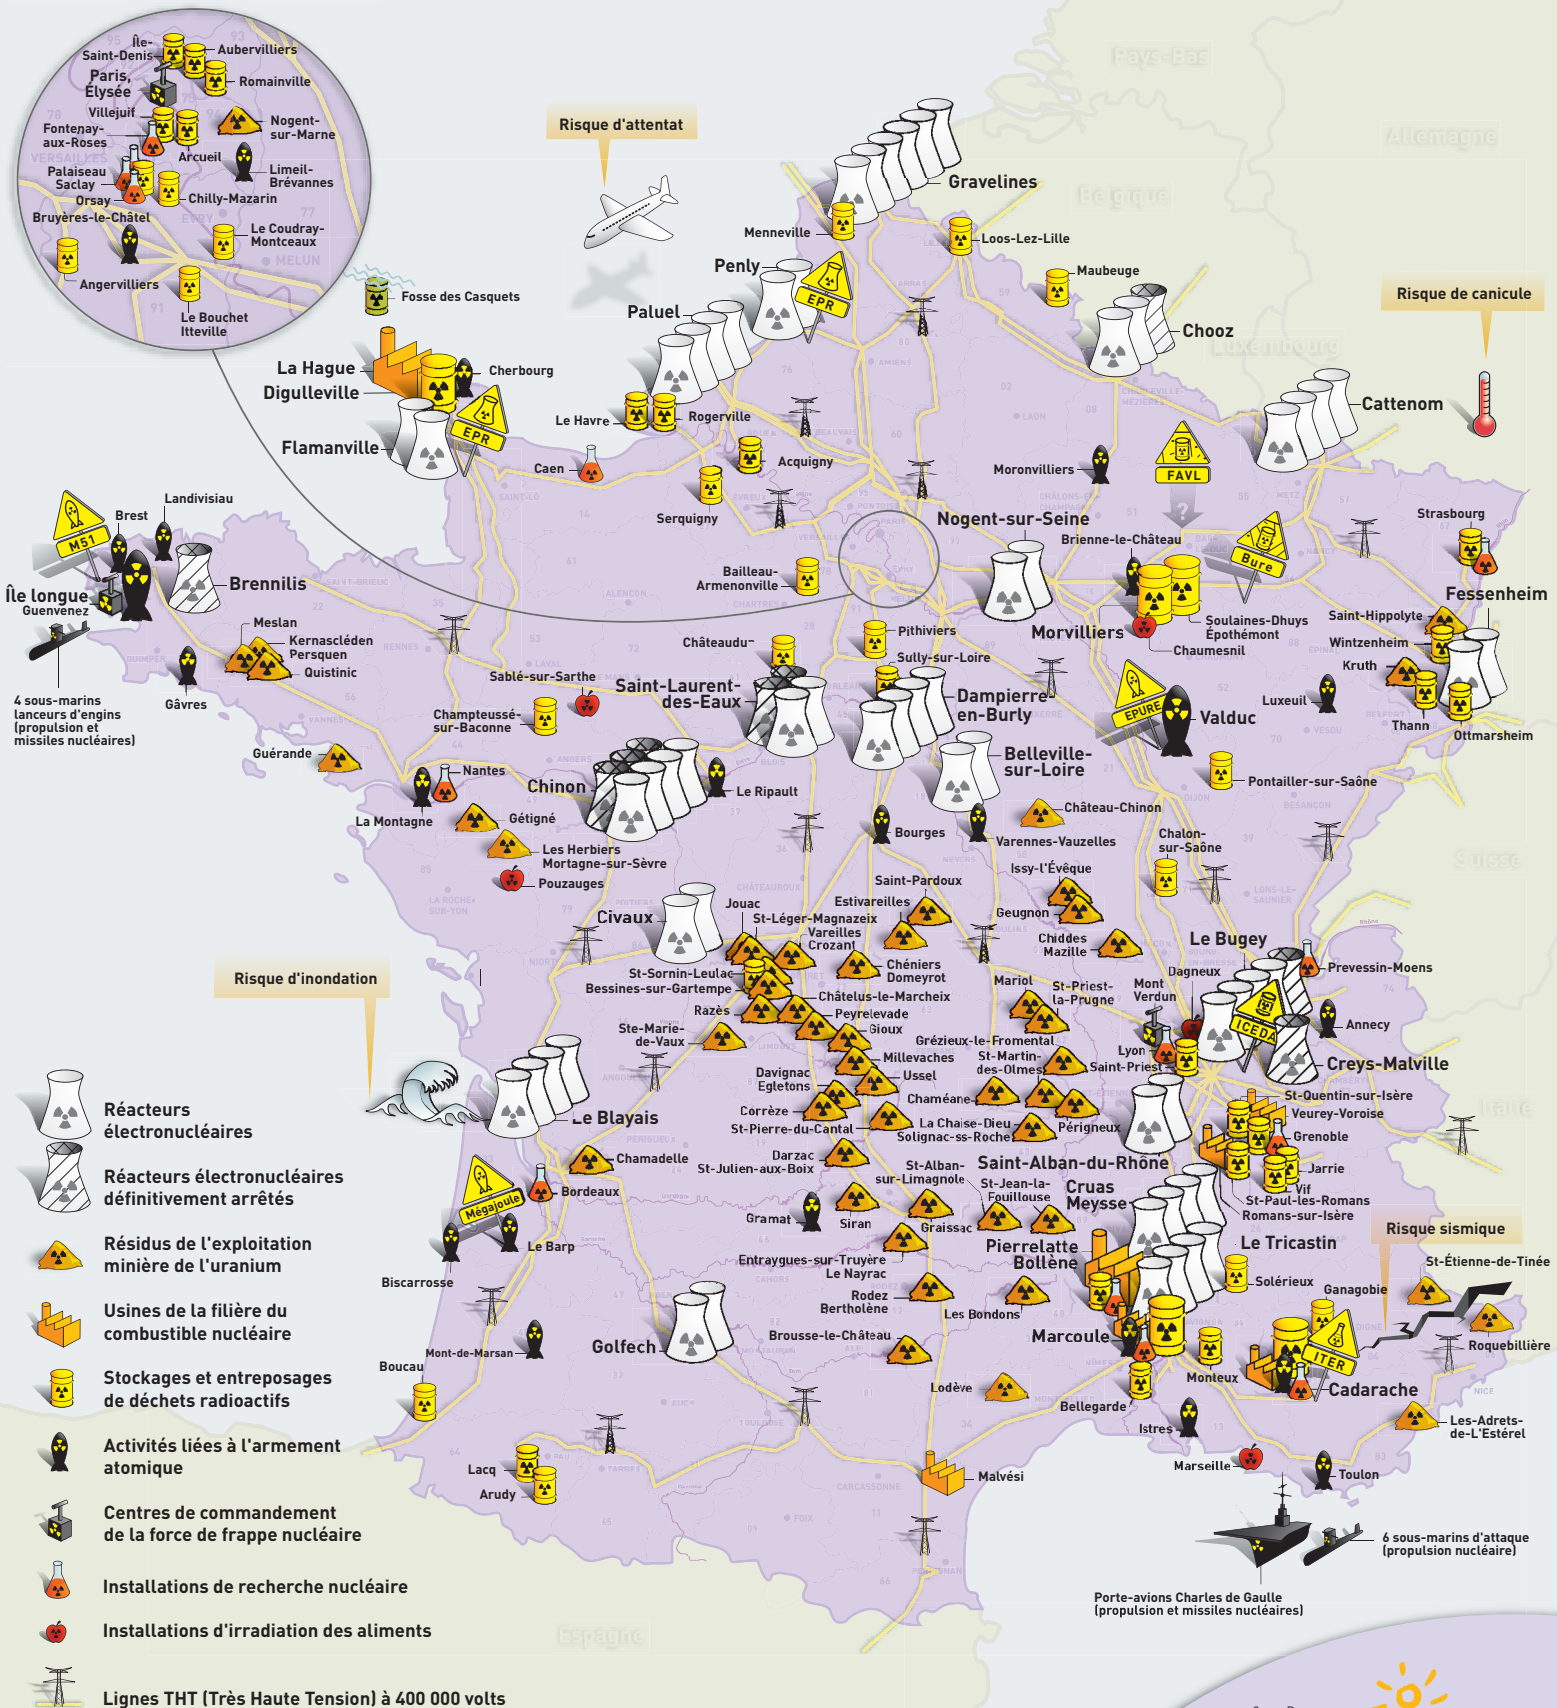 Île-
Saint-Denis
Aubervilliers
Paris,
Élysée
Romainville
Villejuif
Fontenay-
aux-Roses
Nogent-
sur-Marne
Arcueil
Palaiseau
Saclay
Limeil-
Brévannes
Orsay
Chilly-Mazarin
Bruyères-le-Châtel
Le Coudray-
Montceaux
Angervilliers
Le Bouchet
Itteville
VERSAILLES
EVRY
MELUN
93
95
78
77
91
Risque d'attentat
Pays-Bas
Allemagne
Belgique
Luxembourg
Suisse
Italie
Espagne
Gravelines
Menneville
Loos-Lez-Lille
Penly
EPR
Maubeuge
Risque de canicule
Fosse des Casquets
Paluel
Chooz
La Hague
Digulleville
Cherbourg
Flamanville
EPR
Le Havre
Rogerville
Cattenom
Caen
Acquigny
Serquigny
Moronvilliers
FAVL
?
Landivisiau
Brest
M51
Nogent-sur-Seine
Brienne-le-Château
Bure
Strasbourg
Brennilis
Île longue
Guenvenez
Bailleau-
Armenonville
Fessenheim
Meslan
Kernascléden
Persquen
Quistinic
Gâvres
Châteaudu
Pithiviers
Sully-sur-Loire
Morvilliers
Soulaines-Dhuys
Épothémont
Chaumesnil
Saint-Hippolyte
Wintzenheim
Kruth
Thann
Ottmarsheim
Luxeuil
4 sous-marins
lanceurs d'engins
(propulsion et
missiles nucléaires)
Sablé-sur-Sarthe
Champteussé-
sur-Baconne
Saint-Laurent-
des-Eaux
Dampierre
en-Burly
EPURE
Valduc
Guérande
Belleville-
sur-Loire
Pontailler-sur-Saône
Nantes
Chinon
Le Ripault
La Montagne
Gétigné
Bourges
Varennes-Vauzelles
Château-Chinon
Les Herbiers
Mortagne-sur-Sèvre
Pouzauges
Chalon-
sur-Saône
Issy-l'Évêque
Geugnon
Saint-Pardoux
Estivareilles
Jouac
St-Léger-Magnazeix
Vareilles
Crozant
Civaux
Chiddes
Mazille
Le Bugey
Prevessin-Moens
Risque d'inondation
St-Sornin-Leulac
Bessines-sur-Gartempe
Chéniers
Domeyrot
Mariol
St-Priest-
la-Prugne
Dagneux
Mont
Verdun
ICEDA
Annecy
Razès
Châtelus-le-Marcheix
Peyrelevade
Gioux
Ste-Marie-
de-Vaux
Grézieux-le-Fromental
St-Martin-
des-Olmes
Lyon
Saint-Priest
Creys-Malville
Millevaches
Davignac
Egletons
Ussel
Corrèze
St-Pierre-du-Cantal
Chaméane
La Chaise-Dieu
Solignac-ss-Roche
Périgneux
St-Quentin-sur-Isère
Veurey-Voroise
Grenoble
Jarrie
Vif
St-Paul-les-Romans
Romans-sur-Isère
Le Blayais
Chamadelle
Bordeaux
Mégajoule
Le Barp
Biscarrosse
Darzac
St-Julien-aux-Boix
Gramat
Siran
St-Alban-
sur-Limagnole
Graissac
St-Jean-la-
Fouillouse
Saint-Alban-du-Rhône
Cruas
Meysse
Risque sismique
Entraygues-sur-Truyère
Le Nayrac
Pierrelatte
Bollène
Le Tricastin
Solérieux
Ganagobie
St-Étienne-de-Tinée
Rodez
Bertholène
Les Bondons
Roquebillière
Golfech
Brousse-le-Château
Marcoule
Monteux
ITER
Cadarache
Mont-de-Marsan
Boucau
Lodève
Bellegarde
Istres
Les-Adrets-
de-L'Estérel
Marseille
Toulon
Lacq
Arudy
Malvési
6 sous-marins d'attaque
(propulsion nucléaire)
Porte-avions Charles de Gaulle
(propulsion et missiles nucléaires)
Réacteurs
électronucléaires
Réacteurs électronucléaires
définitivement arrêtés
Résidus de l'exploitation
minière de l'uranium
Usines de la filière du
combustible nucléaire
Stockages et entreposages
de déchets radioactifs
Activités liées à l'armement
atomique
Centres de commandement
de la force de frappe nucléaire
Installations de recherche nucléaire
Installations d'irradiation des aliments
Lignes THT (Très Haute Tension) à 400 000 volts